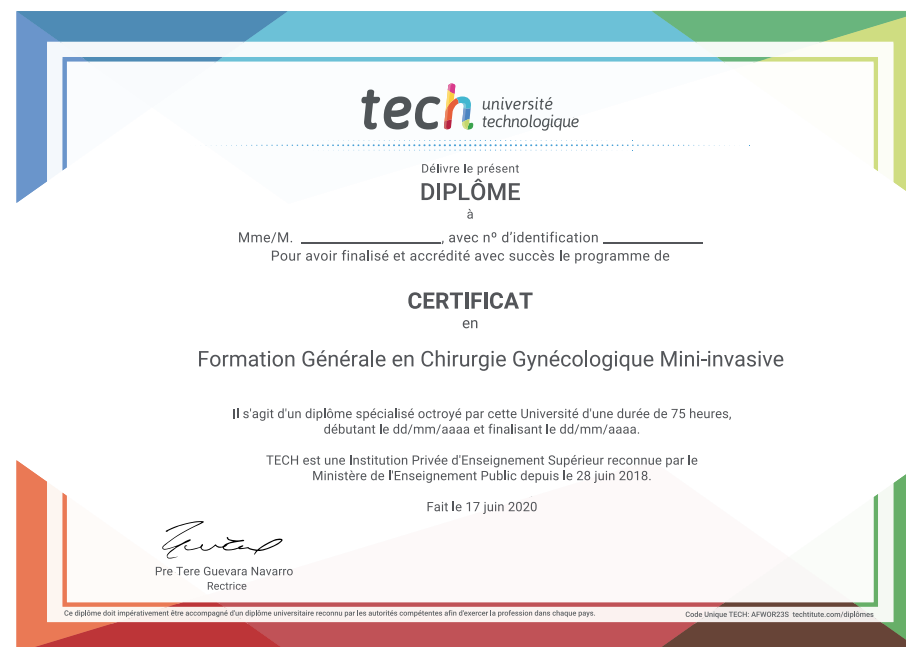 tech université
technologique
Délivre le présent
DIPLÔME
à
Mme/M. ____________________, avec nº d'identification ______________
Pour avoir finalisé et accrédité avec succès le programme de
CERTIFICAT
en
Formation Générale en Chirurgie Gynécologique Mini-invasive
Il s'agit d'un diplôme spécialisé octroyé par cette Université d'une durée de 75 heures,
débutant le dd/mm/aaaa et finalisant le dd/mm/aaaa.
TECH est une Institution Privée d'Enseignement Supérieur reconnue par le
Ministère de l'Enseignement Public depuis le 28 juin 2018.
Fait le 17 juin 2020
Pre Tere Guevara Navarro
Rectrice
Ce diplôme doit impérativement être accompagné d'un diplôme universitaire reconnu par les autorités compétentes afin d'exercer la profession dans chaque pays.
Code Unique TECH: AFWOR23S techtitute.com/diplômes